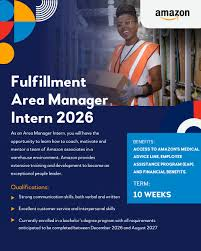 amazon
Fulfillment
Area Manager
Intern 2026
As an Area Manager Intern, you will have the
opportunity to learn how to coach, motivate and
mentor a team of Amazon associates in a
warehouse environment. Amazon provides
extensive training and development to become an
exceptional people leader.
Qualifications:
Strong communication skills, both verbal and written
Excellent customer service and interpersonal skills
Currently enrolled in a bachelor's degree program with all requirements
anticipated to be completed between December 2026 and August 2027
BENEFITS:
ACCESS TO AMAZON'S MEDICAL
ADVICE LINE, EMPLOYEE
ASSISTANCE PROGRAM (EAP),
AND FINANCIAL BENEFITS.
TERM:
10 WEEKS